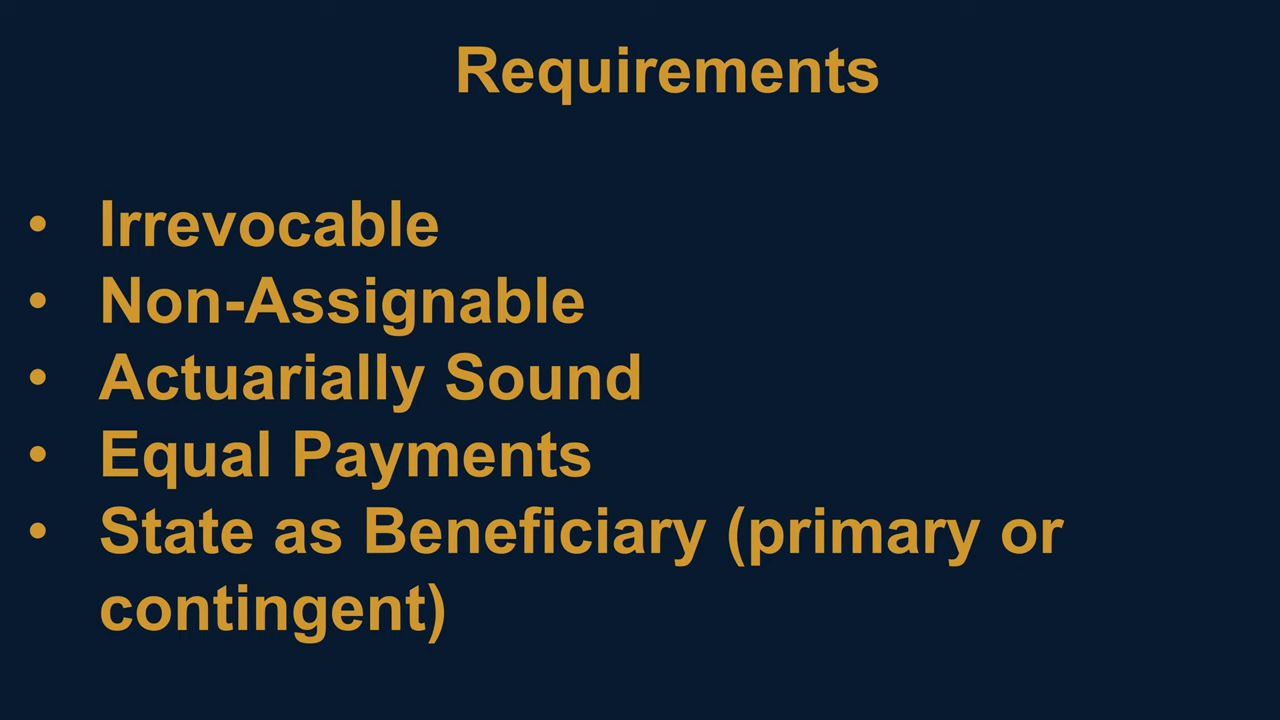 Requirements
• Irrevocable
• Non-Assignable
• Actuarially Sound
• Equal Payments
• State as Beneficiary (primary or
contingent)